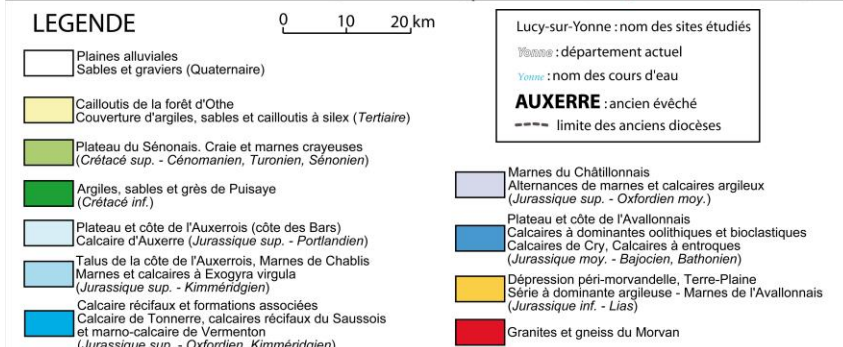 LEGENDE
0 10 20 km
Plaines alluviales
Sables et graviers (Quaternaire)
Cailloutis de la forêt d'Othe
Couverture d'argiles, sables et cailloutis à silex (Tertiaire)
Plateau du Sénonais. Craie et marnes crayeuses
(Crétacé sup. - Cénomanien, Turonien, Sénonien)
Argiles, sables et grès de Puisaye
(Crétacé inf.)
Plateau et côte de l'Auxerrois (côte des Bars)
Calcaire d'Auxerre (Jurassique sup. - Portlandien)
Talus de la côte de l'Auxerrois, Marnes de Chablis
Marnes et calcaires à Exogyra virgula
(Jurassique sup. - Kimméridgien)
Calcaire récifaux et formations associées
Calcaire de Tonnerre, calcaires récifaux du Saussois
et marno-calcaire de Vermenton
(Jurassique sup. - Oxfordien, Kimméridgien)
Lucy-sur-Yonne : nom des sites étudiés
Yonne : département actuel
Yonne : nom des cours d'eau
AUXERRE : ancien évêché
limite des anciens diocèses
Marnes du Châtillonnais
Alternances de marnes et calcaires argileux
(Jurassique sup. - Oxfordien moy.)
Plateau et côte de l'Avallonnais
Calcaires à dominantes oolithiques et bioclastiques
Calcaires de Cry, Calcaires à entroques
(Jurassique moy. - Bajocien, Bathonien)
Dépression péri-morvandelle, Terre-Plaine
Série à dominante argileuse - Marnes de l'Avallonnais
(Jurassique inf. - Lias)
Granites et gneiss du Morvan